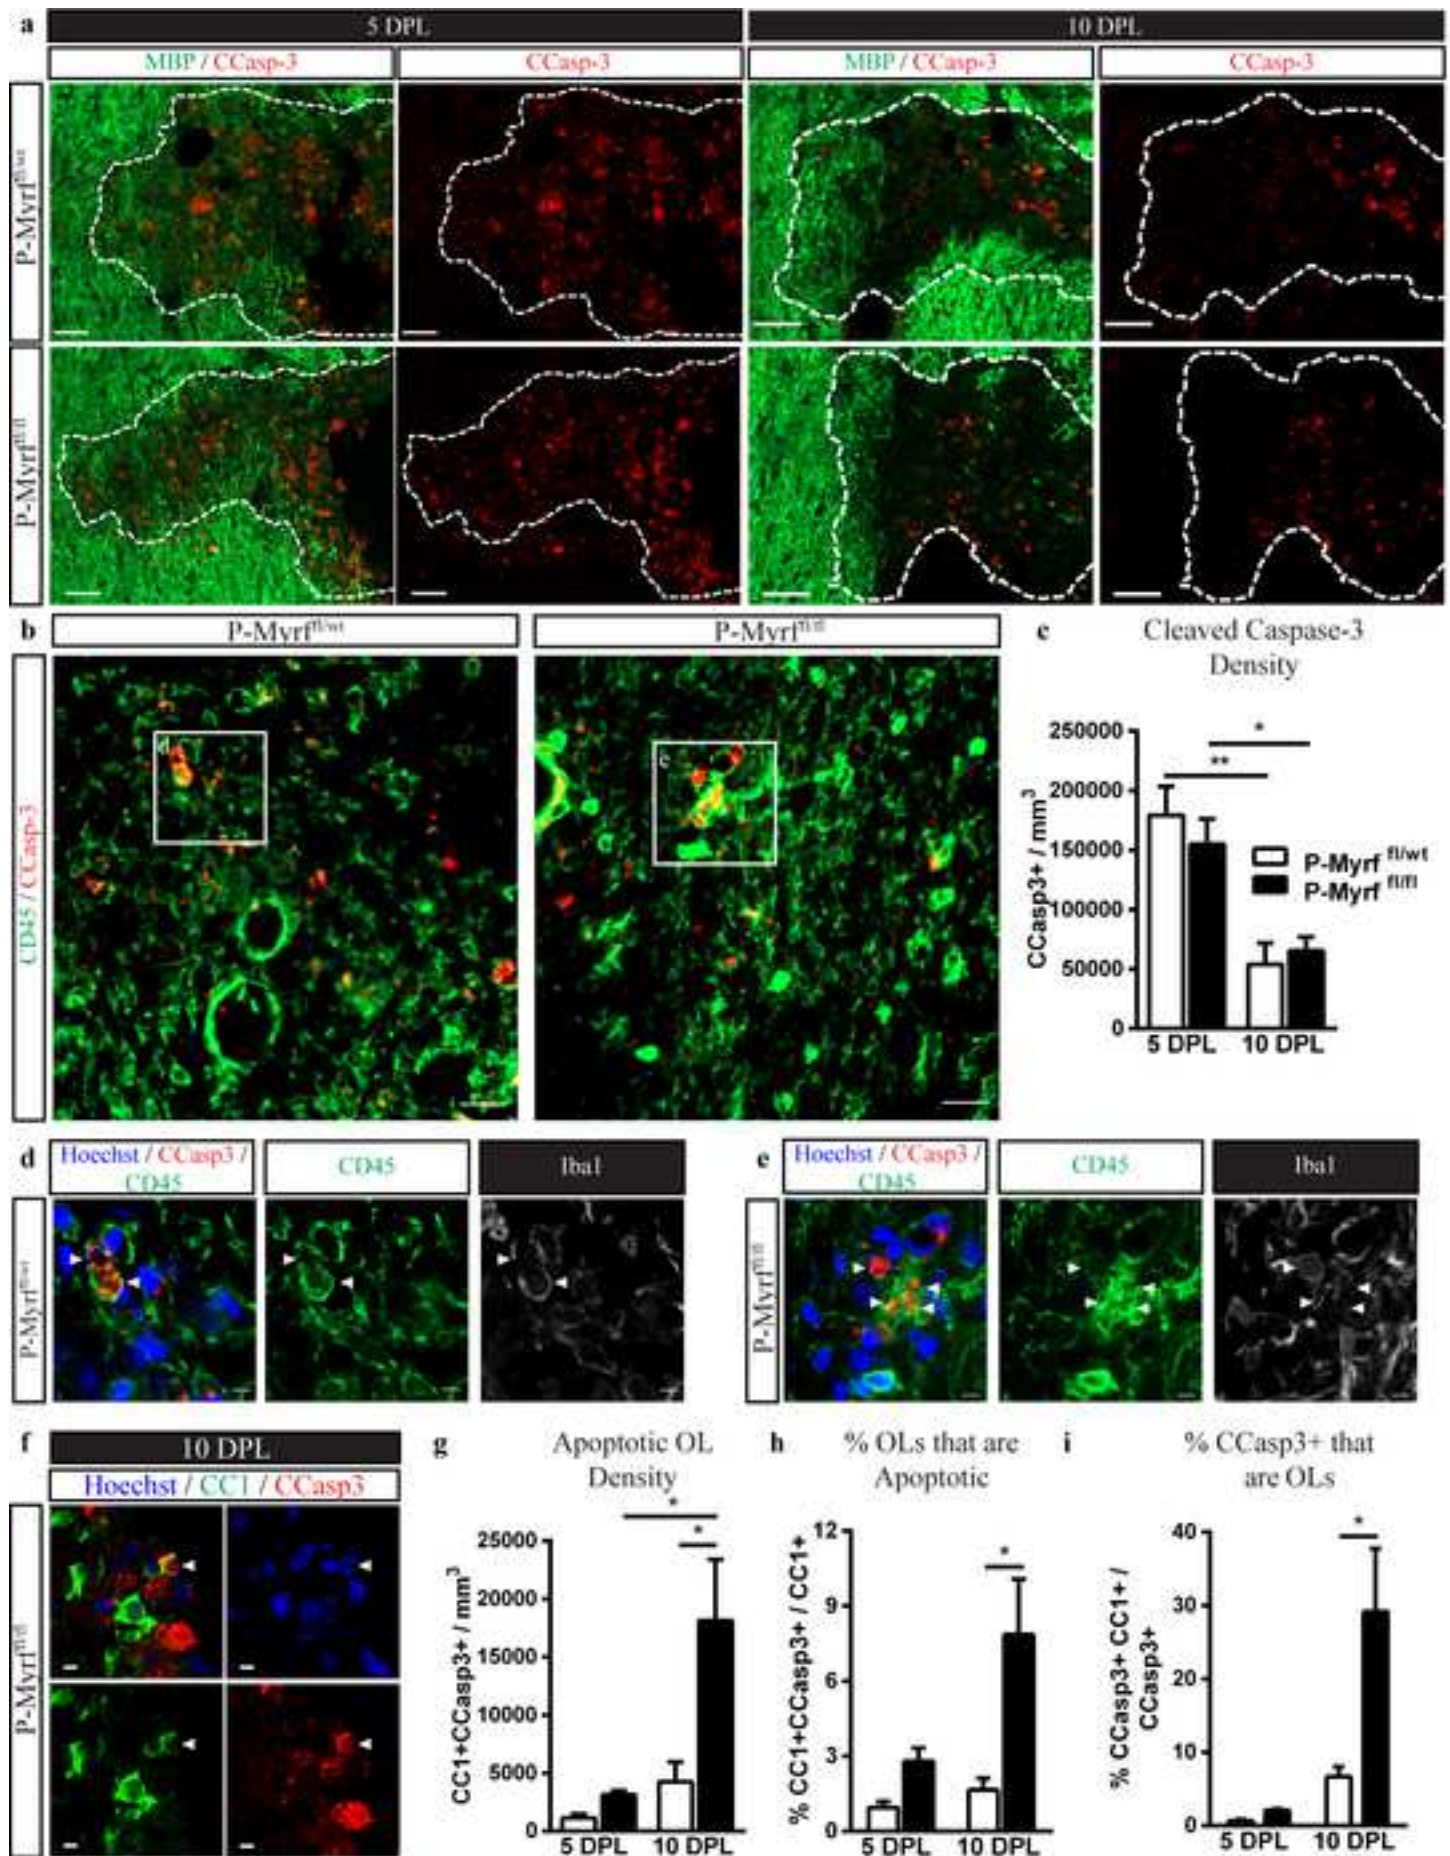 a
5 DPL
10 DPL
MBP / CCasp-3
CCasp-3
MBP / CCasp-3
CCasp-3
P-Myrf fl/wt
P-Myrf fl/fl
b
P-Myrf fl/wt
P-Myrf fl/fl
CD45 / CCasp-3
d
e
c
Cleaved Caspase-3
Density
CCasp3+ / mm3
250000
200000
150000
100000
50000
0
*
**
P-Myrf fl/wt
P-Myrf fl/fl
5 DPL
10 DPL
d
Hoechst / CCasp3 /
CD45
CD45
Iba1
P-Myrf fl/wt
e
Hoechst / CCasp3 /
CD45
CD45
Iba1
P-Myrf fl/fl
f
10 DPL
Hoechst / CC1 / CCasp3
P-Myrf fl/fl
g
Apoptotic OL
Density
CC1+CCasp3+ / mm3
25000
20000
15000
10000
5000
0
*
*
5 DPL
10 DPL
h
% OLs that are
Apoptotic
% CC1+CCasp3+ / CC1+
12
9
6
3
0
*
5 DPL
10 DPL
i
% CCasp3+ that
are OLs
% CCasp3+ CC1+ /
CCasp3+
40
30
20
10
0
*
5 DPL
10 DPL